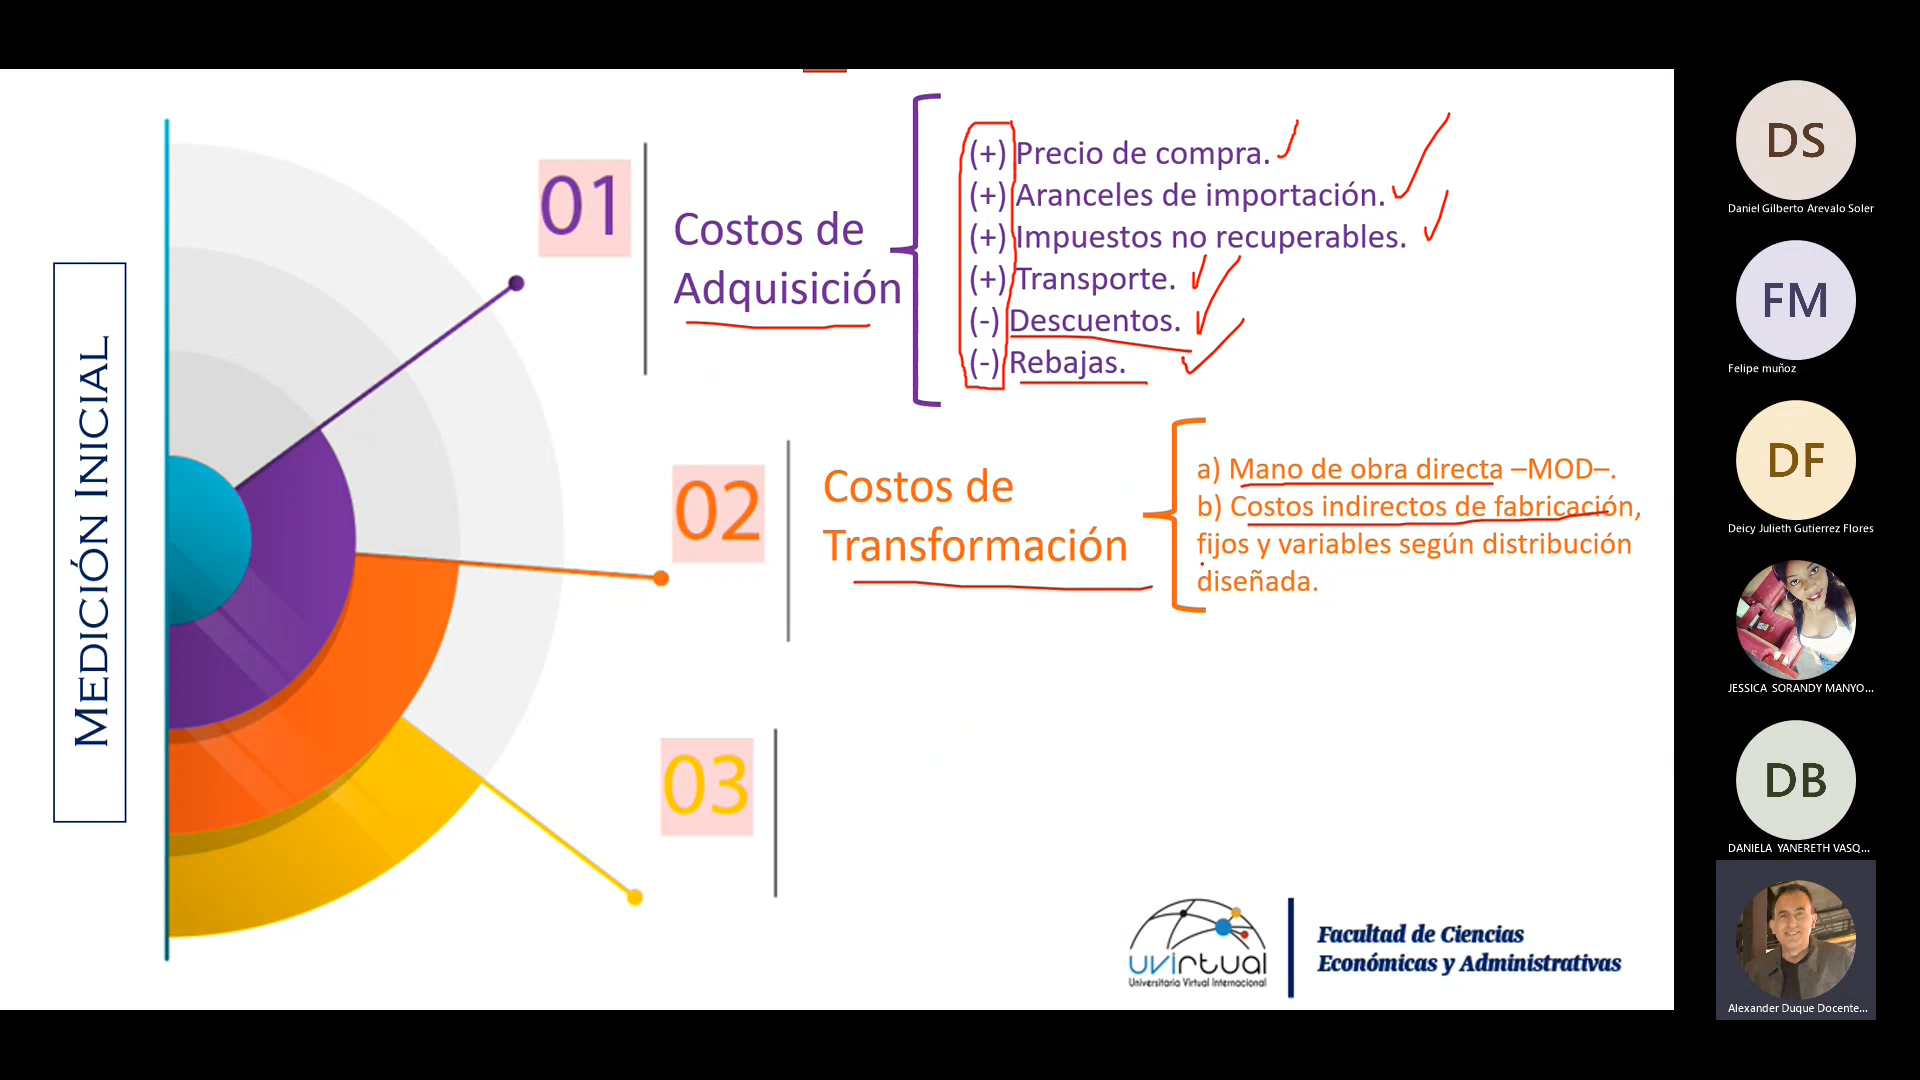 MEDICIÓN INICIAL
01
Costos de
Adquisición
(+) Precio de compra.
(+) Aranceles de importación.
(+) Impuestos no recuperables.
(+) Transporte.
(-) Descuentos.
(-) Rebajas.
02
Costos de
Transformación
a) Mano de obra directa –MOD–.
b) Costos indirectos de fabricación,
fijos y variables según distribución
diseñada.
03
uvirtual
Universitaria Virtual Internacional
Facultad de Ciencias
Económicas y Administrativas
DS
Daniel Gilberto Arevalo Soler
FM
Felipe muñoz
DF
Deicy Julieth Gutierrez Flores
JESSICA SORANDY MANYO...
DB
DANIELA YANERETH VASQ...
Alexander Duque Docente...